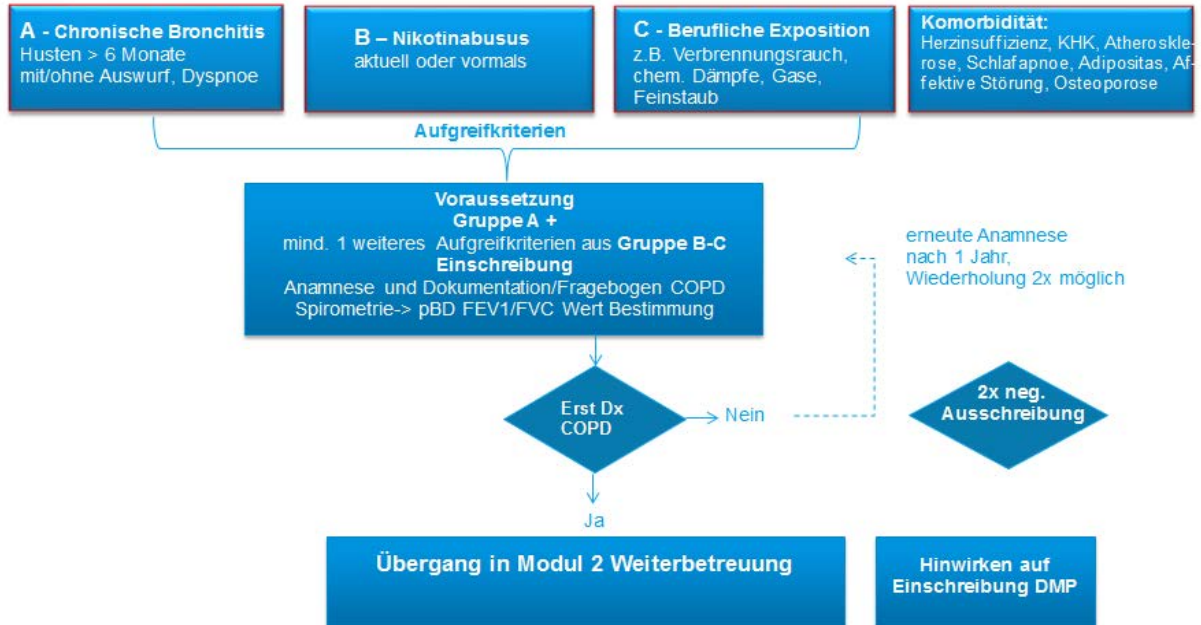 A - Chronische Bronchitis
Husten > 6 Monate
mit/ohne Auswurf, Dyspnoe
B – Nikotinabusus
aktuell oder vormals
C - Berufliche Exposition
z.B. Verbrennungsrauch,
chem. Dämpfe, Gase,
Feinstaub
Komorbidität:
Herzinsuffizienz, KHK, Atheroskle-
rose, Schlafapnoe, Adipositas, Af-
fektive Störung, Osteoporose
Aufgreifkriterien
Voraussetzung
Gruppe A +
mind. 1 weiteres Aufgreifkriterien aus Gruppe B-C
Einschreibung
Anamnese und Dokumentation/Fragebogen COPD
Spirometrie-> pBD FEV1/FVC Wert Bestimmung
erneute Anamnese
nach 1 Jahr,
Wiederholung 2x möglich
Erst Dx
COPD
Nein
2x neg.
Ausschreibung
Ja
Übergang in Modul 2 Weiterbetreuung
Hinwirken auf
Einschreibung DMP